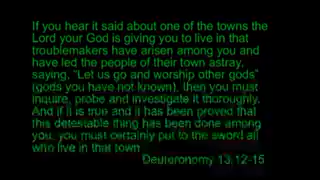 If you hear it said about one of the towns the
Lord your God is giving you to live in that
troublemakers have arisen among you and
have led the people of their town astray,
saying, “Let us go and worship other gods”
(gods you have not known), then you must
inquire, probe and investigate it thoroughly.
And if it is true and it has been proved that
this detestable thing has been done among
you, you must certainly put to the sword all
who live in that town
Deuteronomy 13:12-15